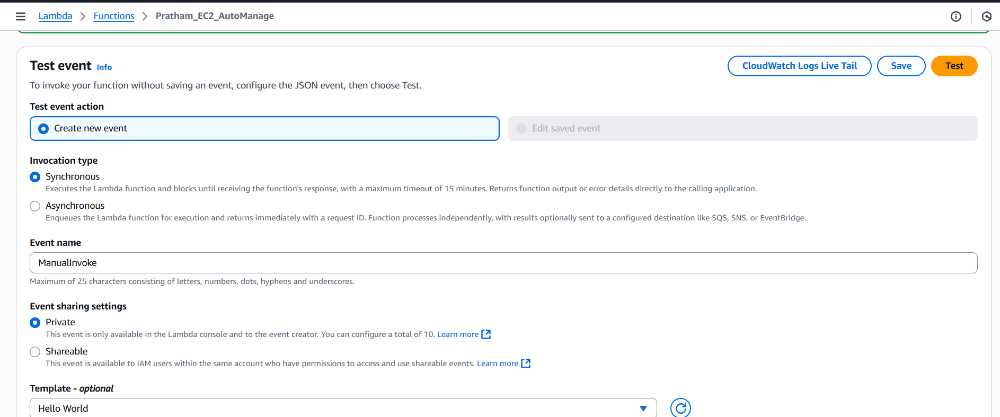 Lambda > Functions > Pratham_EC2_AutoManage
Test event Info
CloudWatch Logs Live Tail Save Test
To invoke your function without saving an event, configure the JSON event, then choose Test.
Test event action
Create new event Edit saved event
Invocation type
Synchronous
Executes the Lambda function and blocks until receiving the function's response, with a maximum timeout of 15 minutes. Returns function output or error details directly to the calling application.
Asynchronous
Enqueues the Lambda function for execution and returns immediately with a request ID. Function processes independently, with results optionally sent to a configured destination like SQS, SNS, or EventBridge.
Event name
ManualInvoke
Maximum of 25 characters consisting of letters, numbers, dots, hyphens and underscores.
Event sharing settings
Private
This event is only available in the Lambda console and to the event creator. You can configure a total of 10. Learn more
Shareable
This event is available to IAM users within the same account who have permissions to access and use shareable events. Learn more
Template - optional
Hello World